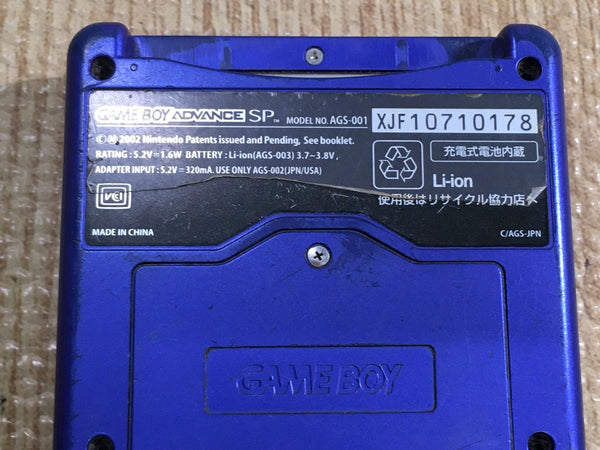 GAME BOY ADVANCE SP™ MODEL NO. AGS-001 XJF10710178
© M 2002 Nintendo Patents issued and Pending, See booklet.
RATING : 5.2V⎓1.6W BATTERY : Li-ion(AGS-003) 3.7-3.8V,
ADAPTER INPUT : 5.2V⎓320mA. USE ONLY AGS-002(JPN/USA)
充電式電池内蔵
Li-ion
使用後はリサイクル協力店へ
MADE IN CHINA
C/AGS-JPN
GAME BOY